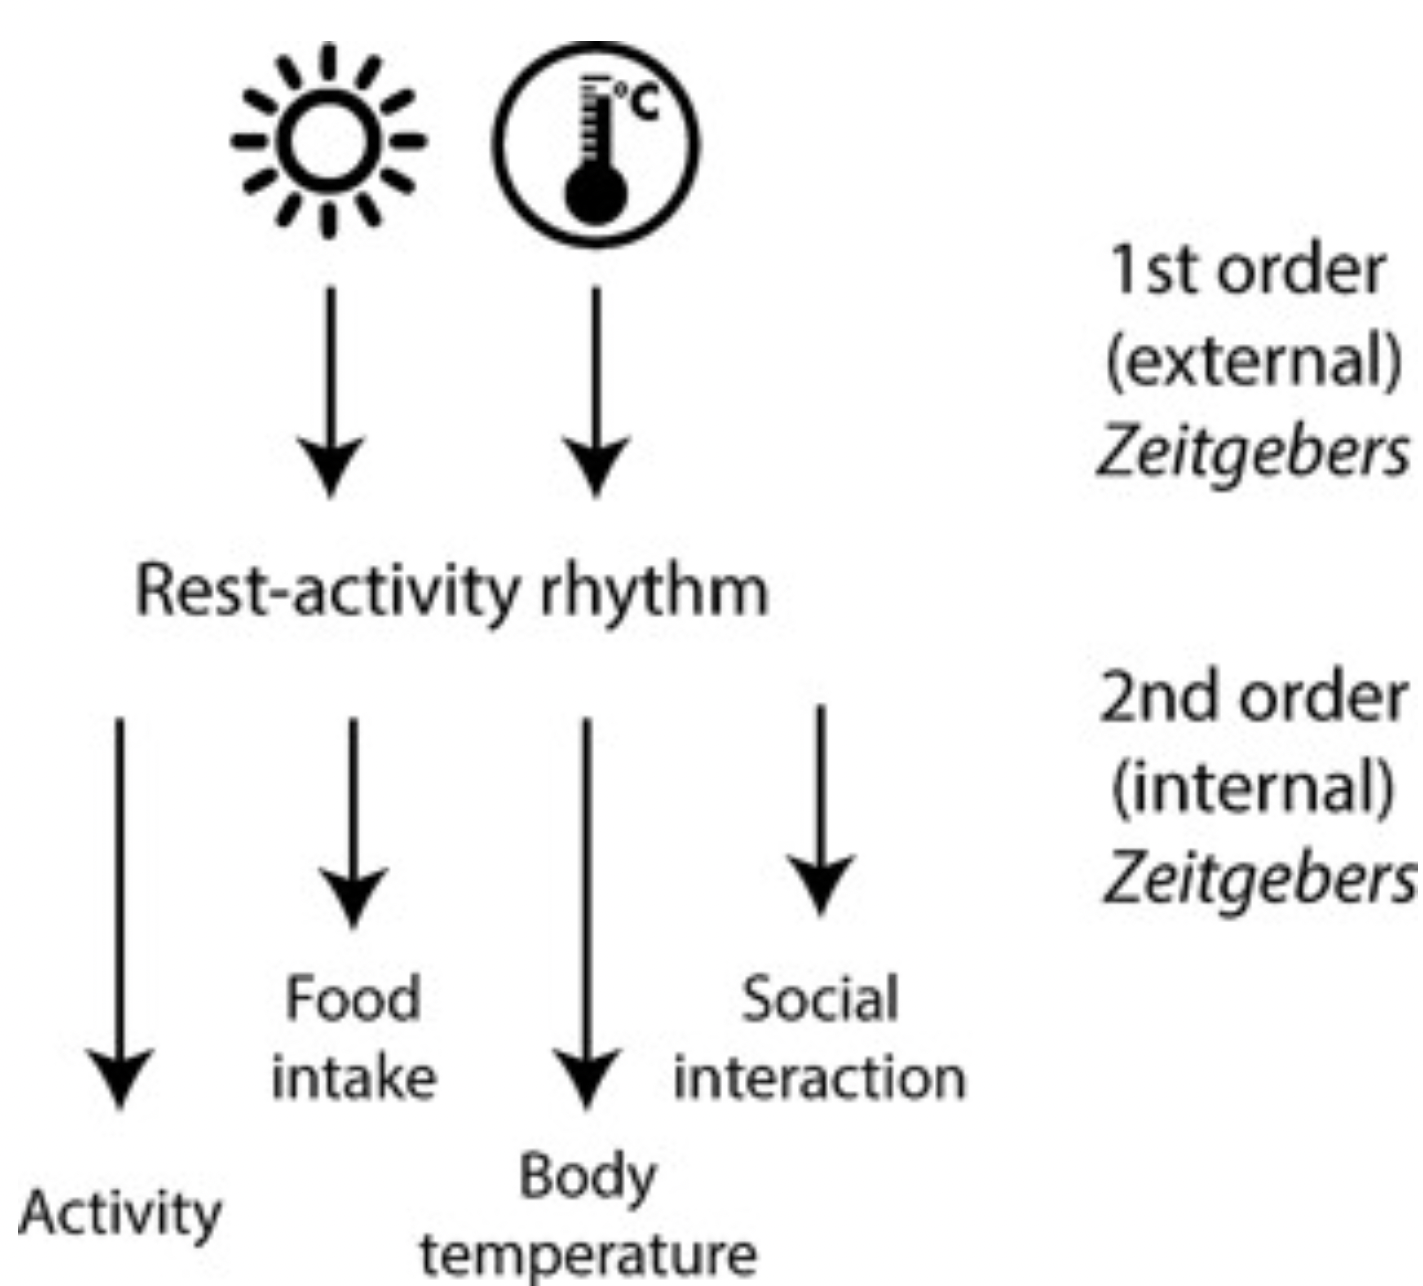 °C
1st order
(external)
Zeitgebers
Rest-activity rhythm
2nd order
(internal)
Zeitgebers
Food
intake
Social
interaction
Activity
Body
temperature